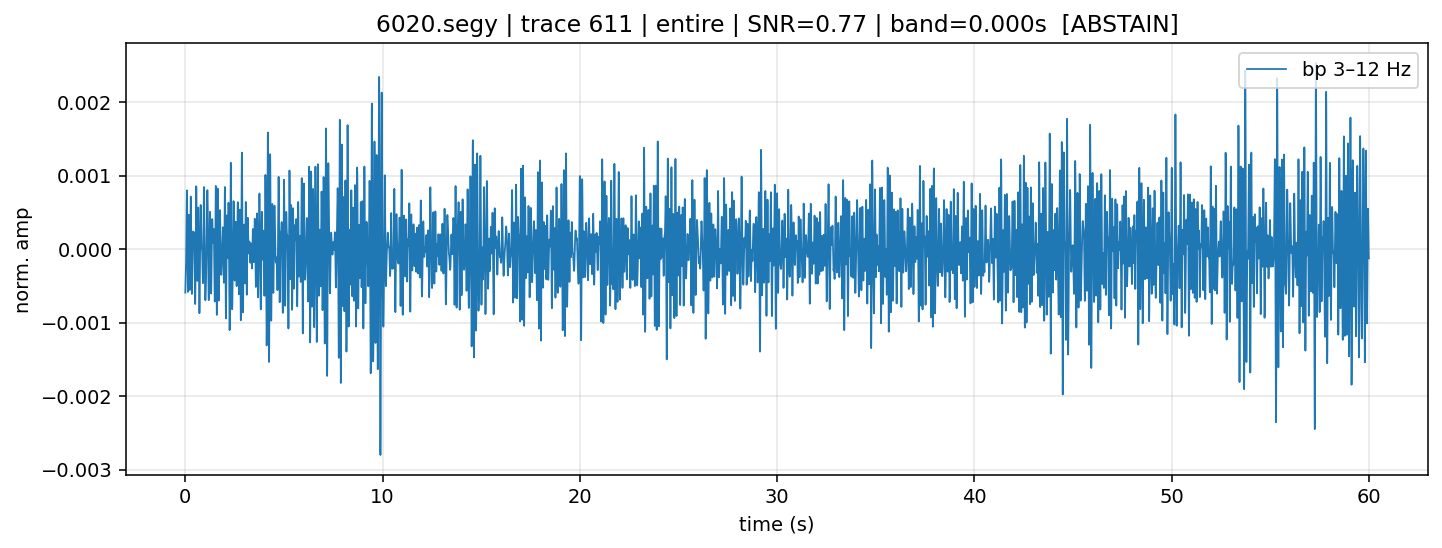 6020.segy | trace 611 | entire | SNR=0.77 | band=0.000s  [ABSTAIN]
bp 3–12 Hz
norm. amp
0.002
0.001
0.000
−0.001
−0.002
−0.003
0 10 20 30 40 50 60
time (s)